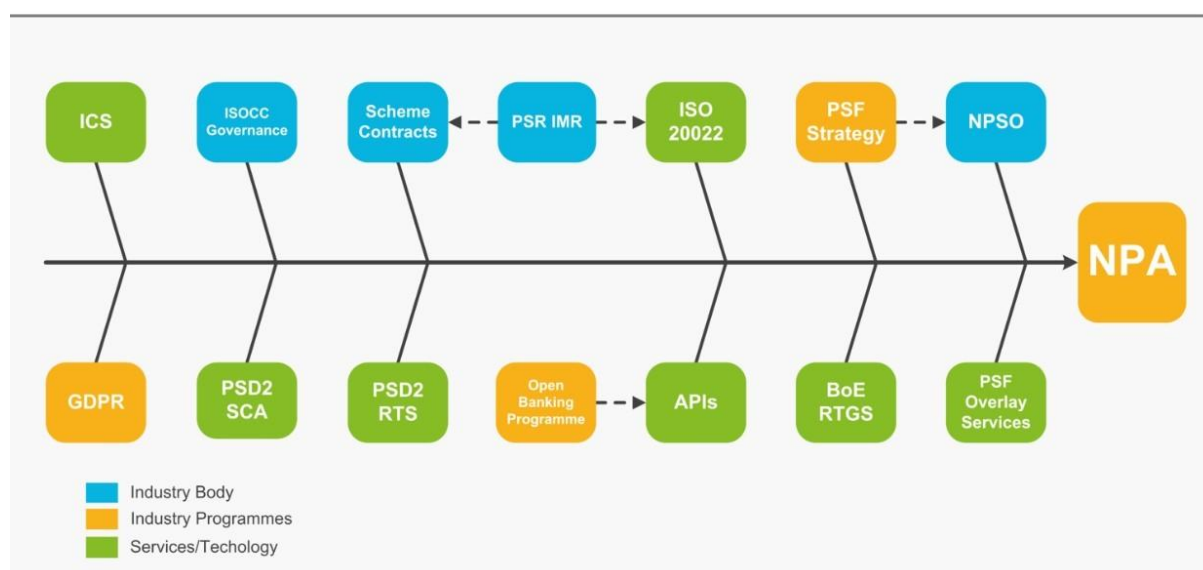 ICS
ISOCC
Governance
Scheme
Contracts
PSR IMR
ISO
20022
PSF
Strategy
NPSO
NPA
GDPR
PSD2
SCA
PSD2
RTS
Open
Banking
Programme
APIs
BoE
RTGS
PSF
Overlay
Services
Industry Body
Industry Programmes
Services/Techology